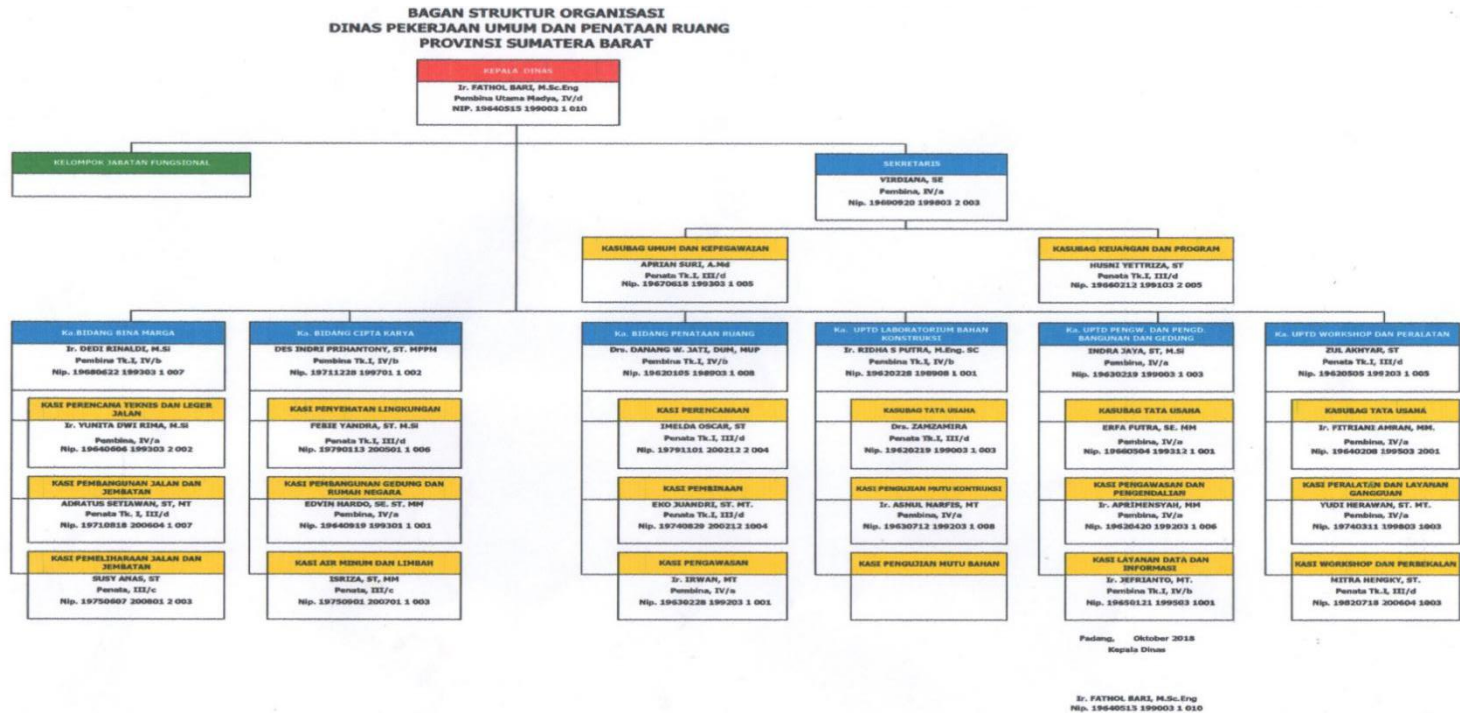 BAGAN STRUKTUR ORGANISASI
DINAS PEKERJAAN UMUM DAN PENATAAN RUANG
PROVINSI SUMATERA BARAT
KEPALA DINAS
Ir. FATHOL BARI, M.Sc.Eng
Pembina Utama Madya, IV/d
NIP. 19640515 199003 1 010
KELOMPOK JABATAN FUNGSIONAL
SEKRETARIS
VIRDIANA, SE
Pembina, IV/a
Nip. 19690920 199803 2 003
KASUBAG UMUM DAN KEPEGAWAIAN
APRIAN SURI, A.Md
Penata Tk.I, III/d
Nip. 19670618 199303 1 005
KASUBAG KEUANGAN DAN PROGRAM
HUSNI YETTRIZA, ST
Penata Tk.I, III/d
Nip. 19660212 199103 2 005
Ka.BIDANG BINA MARGA
Ir. DEDI RINALDI, M.Si
Pembina Tk.I, IV/b
Nip. 19680622 199303 1 007
KASI PERENCANA TEKNIS DAN LEGER
JALAN
Ir. YUNITA DWI RIMA, M.Si
Pembina, IV/a
Nip. 19640606 199303 2 002
KASI PEMBANGUNAN JALAN DAN
JEMBATAN
ADRATUS SETIAWAN, ST, MT
Penata Tk. I, III/d
Nip. 19710818 200604 1 007
KASI PEMELIHARAAN JALAN DAN
JEMBATAN
SUSY ANAS, ST
Penata, III/c
Nip. 19750607 200801 2 003
Ka. BIDANG CIPTA KARYA
DES INDRI PRIHANTONY, ST. MPPM
Pembina Tk.I, IV/b
Nip. 19711228 199701 1 002
KASI PENYEHATAN LINGKUNGAN
FEBIE YANDRA, ST. M.Si
Penata Tk.I, III/d
Nip. 19790113 200501 1 006
KASI PEMBANGUNAN GEDUNG DAN
RUMAH NEGARA
EDVIN HARDO, SE. ST. MM
Pembina, IV/a
Nip. 19640919 199301 1 001
KASI AIR MINUM DAN LIMBAH
ISRIZA, ST, MM
Penata, III/c
Nip. 19750901 200701 1 003
Ka. BIDANG PENATAAN RUANG
Drs. DANANG W. JATI, DUM, MUP
Pembina Tk.I, IV/b
Nip. 19620105 198903 1 008
KASI PERENCANAAN
IMELDA OSCAR, ST
Penata Tk.I, III/d
Nip. 19791101 200212 2 004
KASI PEMBINAAN
EKO JUANDRI, ST. MT.
Penata Tk.I, III/d
Nip. 19740829 200212 1004
KASI PENGAWASAN
Ir. IRWAN, MT
Pembina, IV/a
Nip. 19630228 199203 1 001
Ka. UPTD LABORATORIUM BAHAN
KONSTRUKSI
Ir. RIDHA S PUTRA, M.Eng. SC
Pembina Tk.I, IV/b
Nip. 19620228 198908 1 001
KASUBAG TATA USAHA
Dra. ZAMZAMIRA
Penata Tk.I, III/d
Nip. 19620219 199003 1 003
KASI PENGUJIAN MUTU KONTRUKSI
Ir. ASNUL NARFIS, MT
Pembina, IV/a
Nip. 19630712 199203 1 008
KASI PENGUJIAN MUTU BAHAN
Ka. UPTD PENGW. DAN PENGD.
BANGUNAN DAN GEDUNG
INDRA JAYA, ST, M.Si
Pembina, IV/a
Nip. 19630219 199003 1 003
KASUBAG TATA USAHA
ERFA PUTRA, SE. MM
Pembina, IV/a
Nip. 19660504 199312 1 001
KASI PENGAWASAN DAN
PENGENDALIAN
Ir. APRIMENSYAH, MM
Pembina, IV/a
Nip. 19620420 199203 1 006
KASI LAYANAN DATA DAN
INFORMASI
Ir. JEFRIANTO, MT.
Pembina Tk.I, IV/b
Nip. 19650121 199503 1001
Ka. UPTD WORKSHOP DAN PERALATAN
ZUL AKHYAR, ST
Penata Tk.I, III/d
Nip. 19620505 199203 1 005
KASUBAG TATA USAHA
Ir. FITRIANI AMRAN, MM.
Pembina, IV/a
Nip. 19640208 199503 2001
KASI PERALATAN DAN LAYANAN
GANGGUAN
YUDI HERAWAN, ST. MT.
Pembina, IV/a
Nip. 19740311 199803 1003
KASI WORKSHOP DAN PERBEKALAN
MITRA HENGKY, ST.
Penata Tk.I, III/d
Nip. 19820718 200604 1003
Padang, Oktober 2018
Kepala Dinas
Ir. FATHOL BARI, M.Sc.Eng
Nip. 19640515 199003 1 010